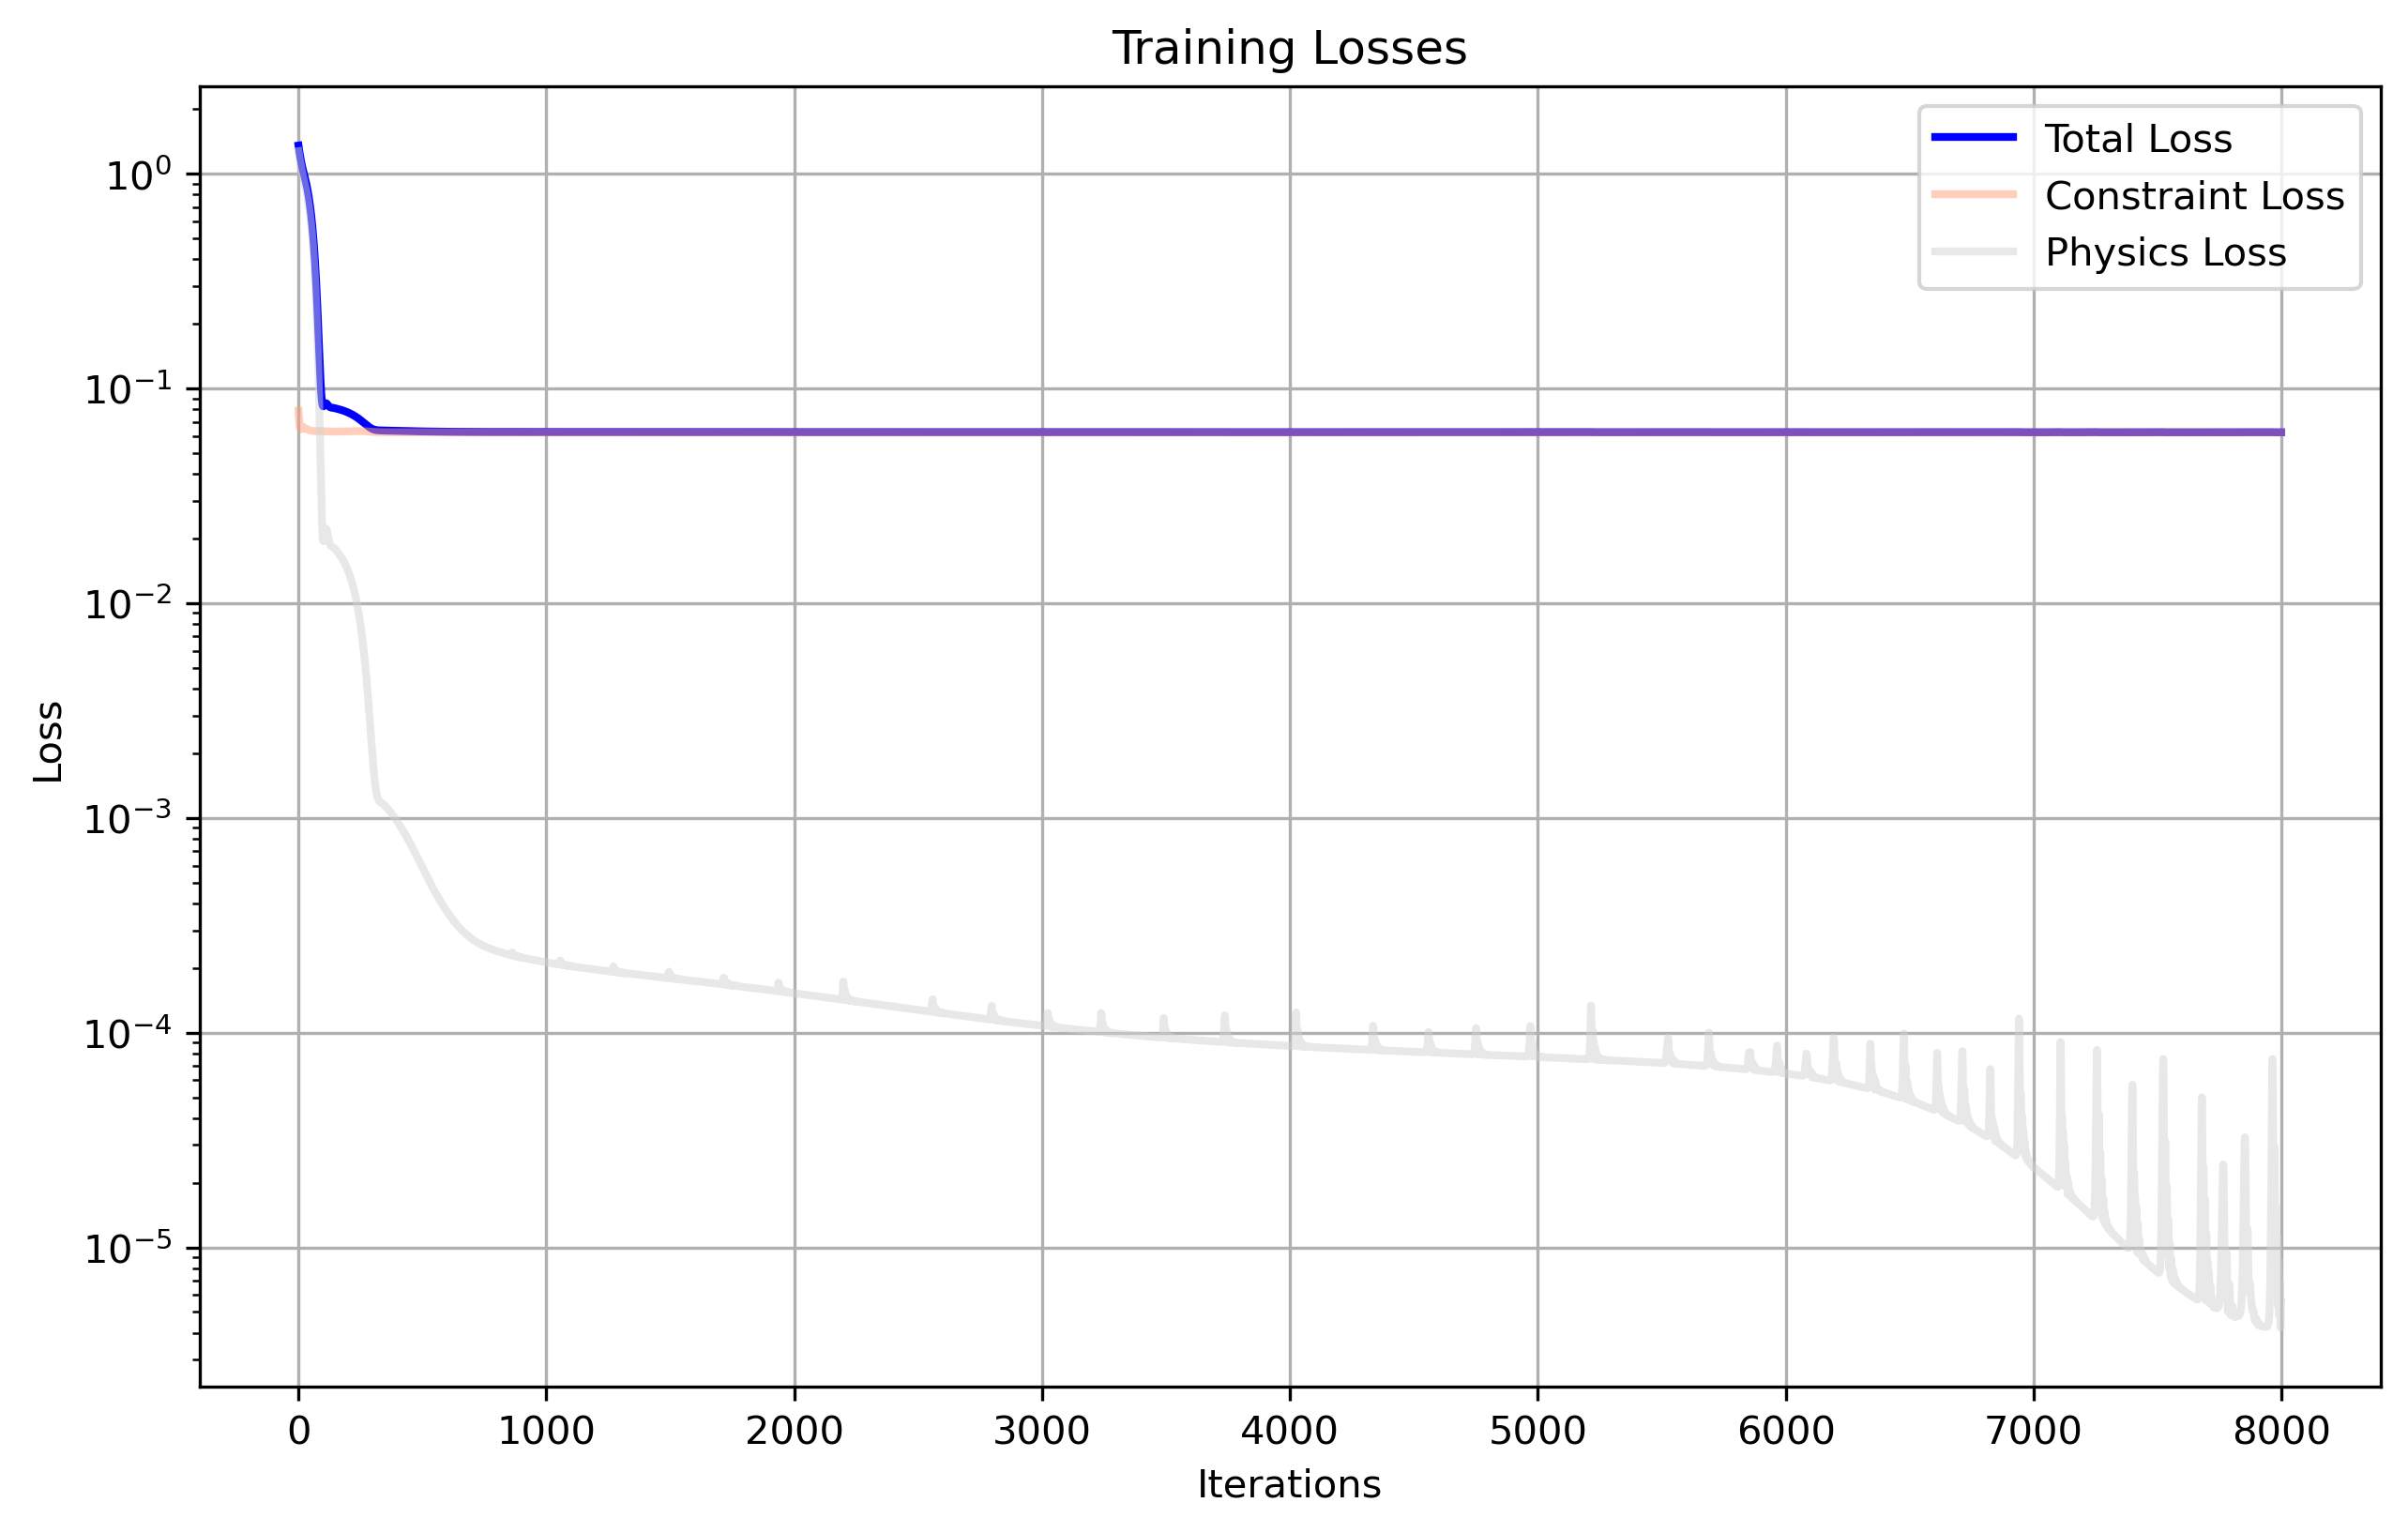 Training Losses
Total Loss
Constraint Loss
Physics Loss
10⁰
10⁻¹
10⁻²
10⁻³
10⁻⁴
10⁻⁵
Loss
0 1000 2000 3000 4000 5000 6000 7000 8000
Iterations